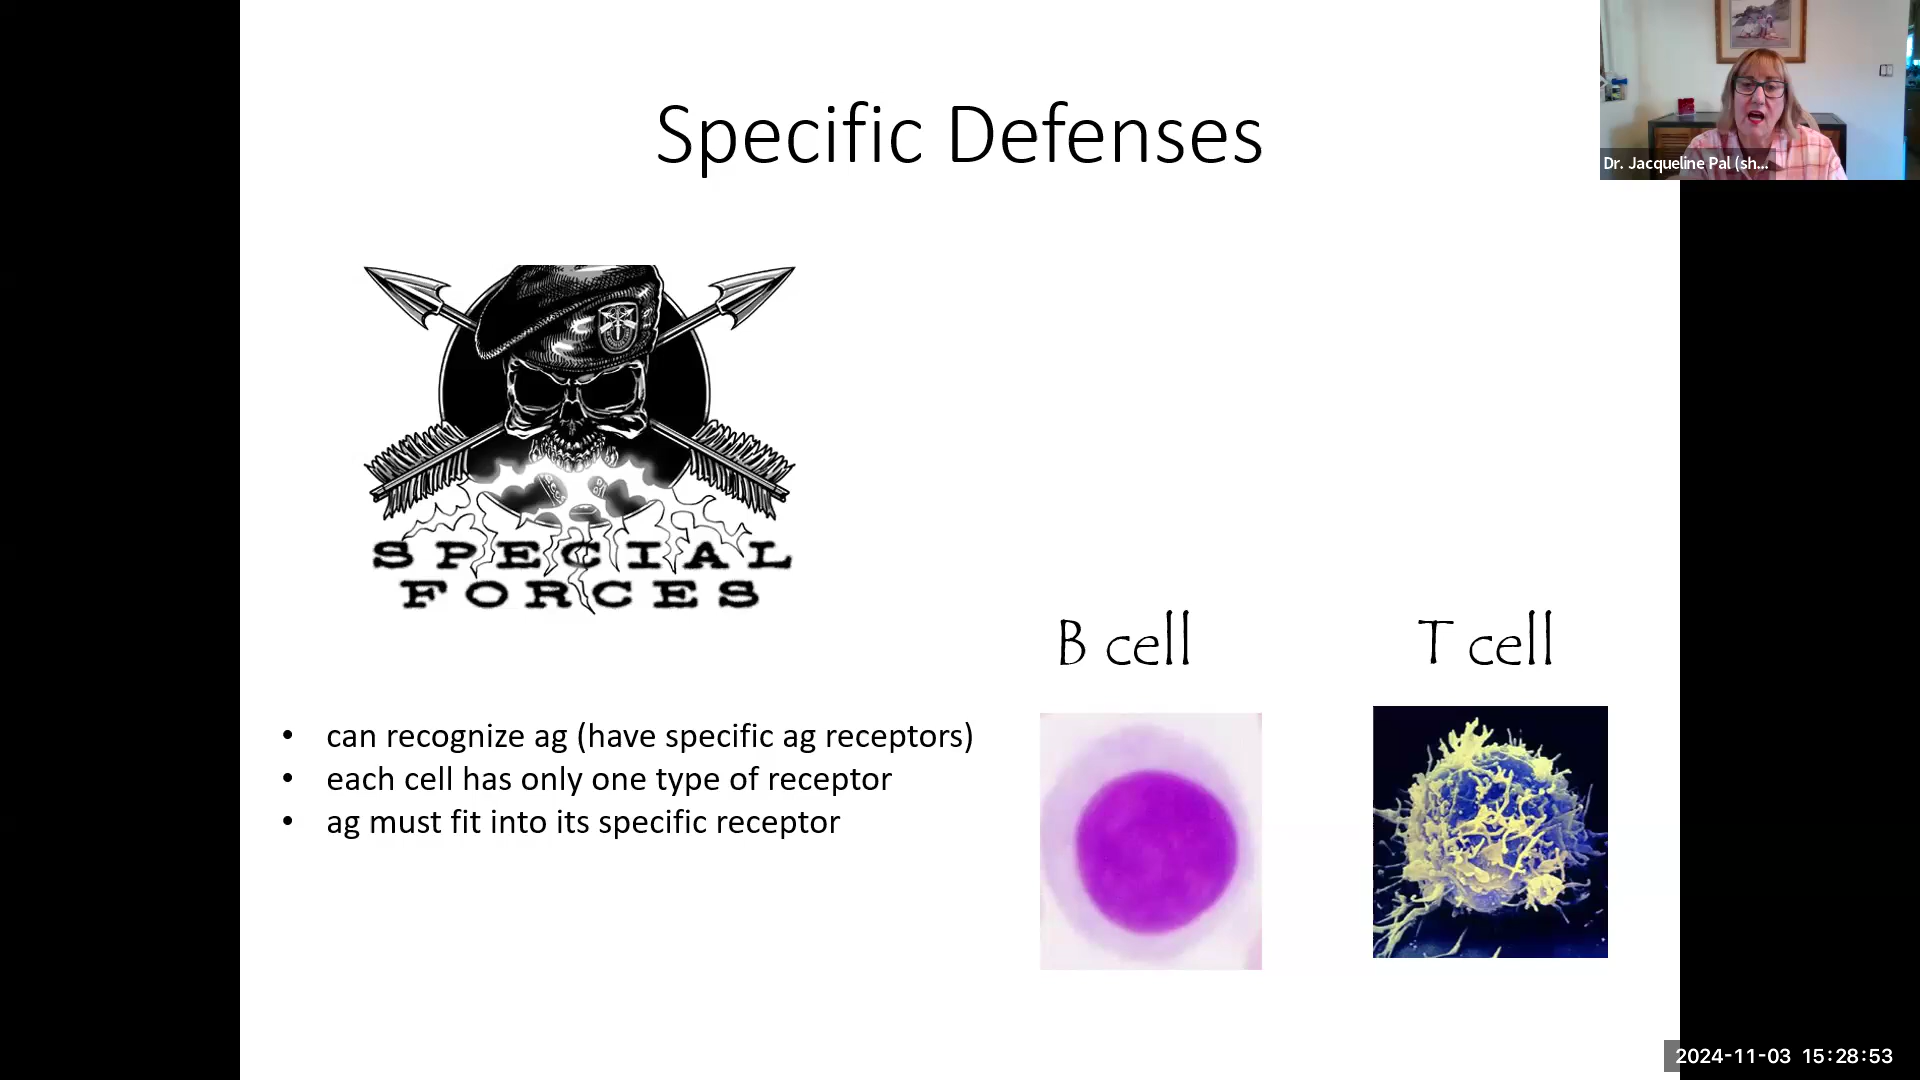 Specific Defenses
Dr. Jacqueline Pal (sh...
SPECIAL
FORCES
B cell
T cell
• can recognize ag (have specific ag receptors)
• each cell has only one type of receptor
• ag must fit into its specific receptor
2024-11-03 15:28:53